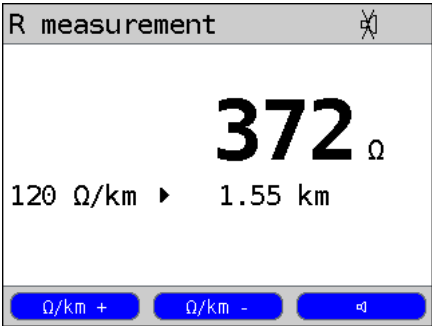 R measurement
372 Ω
120 Ω/km ▶ 1.55 km
Ω/km + Ω/km -